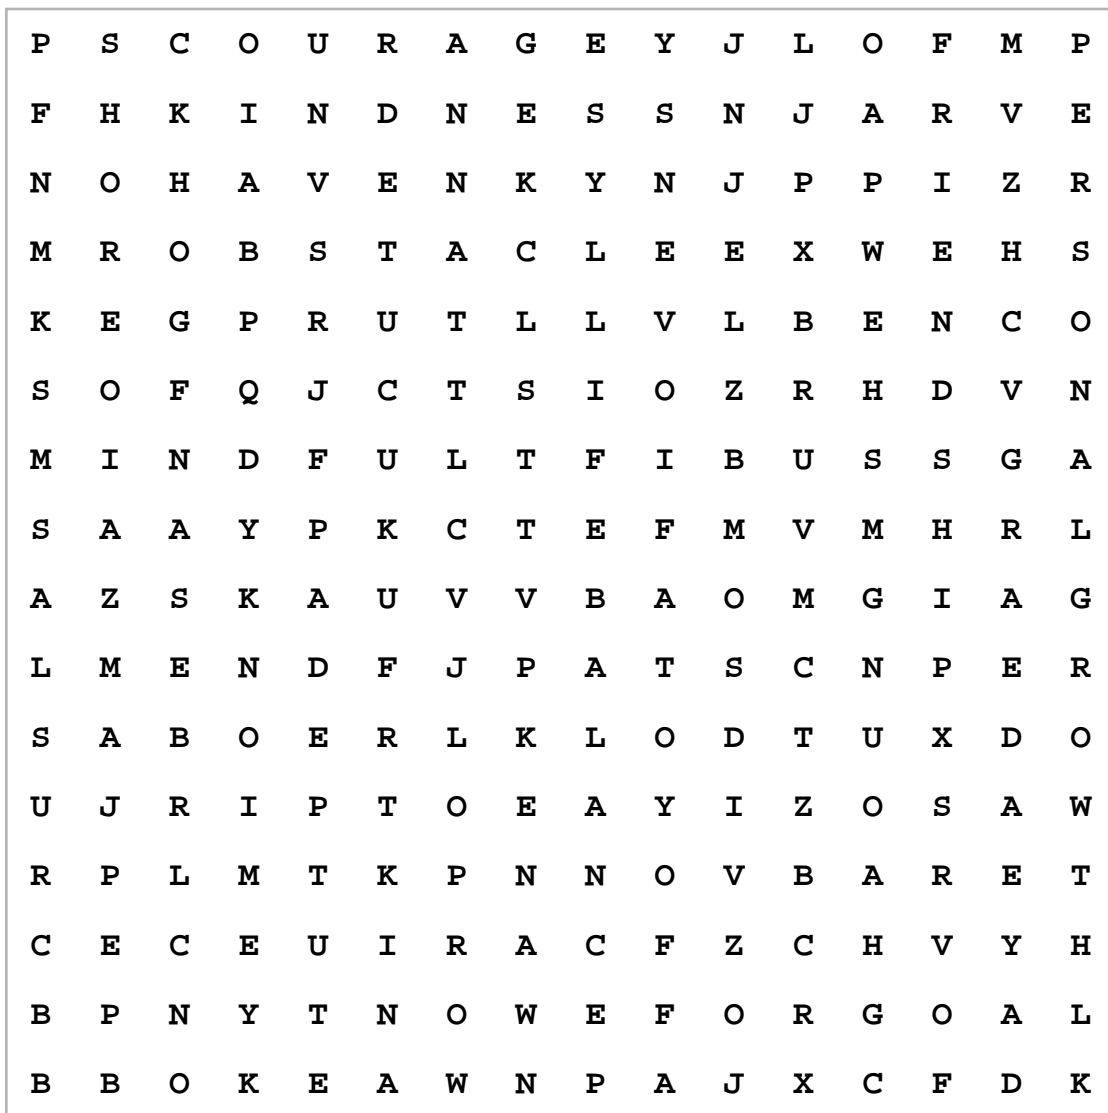 P S C O U R A G E Y J L O F M P
F H K I N D N E S S N J A R V E
N O H A V E N K Y N J P P I Z R
M R O B S T A C L E E X W E H S
K E G P R U T L L V L B E N C O
S O F Q J C T S I O Z R H D V N
M I N D F U L T F I B U S S G A
S A A Y P K C T E F M V M H R L
A Z S K A U V V B A O M G I A G
L M E N D F J P A T S C N P E R
S A B O E R L K L O D T U X D O
U J R I P T O E A Y I Z O S A W
R P L M T K P N N O V B A R E T
C E C E U I R A C F Z C H V Y H
B P N Y T N O W E F O R G O A L
B B O K E A W N P A J X C F D K